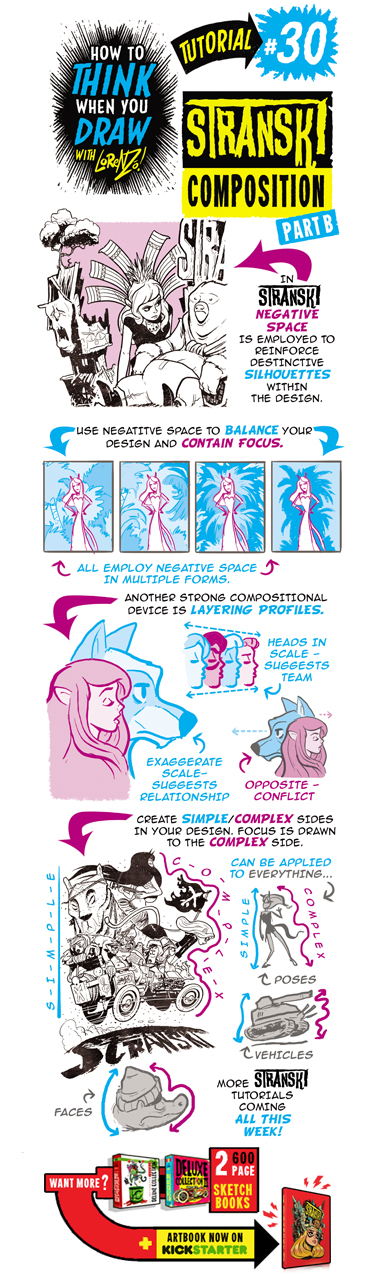 HOW TO
THINK
WHEN YOU
DRAW
WITH LORENZO!
TUTORIAL
#30
STRANSKI
COMPOSITION
PART B
STRA
IN
STRANSKI
NEGATIVE
SPACE
IS EMPLOYED TO
REINFORCE
DESTINCTIVE
SILHOUETTES
WITHIN
THE DESIGN.
USE NEGATITVE SPACE TO BALANCE YOUR
DESIGN AND CONTAIN FOCUS.
ALL EMPLOY NEGATIVE SPACE
IN MULTIPLE FORMS.
ANOTHER STRONG COMPOSITIONAL
DEVICE IS LAYERING PROFILES.
HEADS IN
SCALE -
SUGGESTS
TEAM
EXAGGERATE
SCALE-
SUGGESTS
RELATIONSHIP
OPPOSITE -
CONFLICT
CREATE SIMPLE/COMPLEX SIDES
IN YOUR DESIGN. FOCUS IS DRAWN
TO THE COMPLEX SIDE.
S-I-M-P-L-E
C-O-M-P-L-E-X
STRANSKI
CAN BE APPLIED
TO EVERYTHING...
SIMPLE
COMPLEX
POSES
VEHICLES
FACES
MORE STRANSKI
TUTORIALS
COMING
ALL THIS
WEEK!
WANT MORE?
DELUXE
COLLECTION
2 600
PAGE
SKETCH
BOOKS
+ ARTBOOK NOW ON
KICKSTARTER